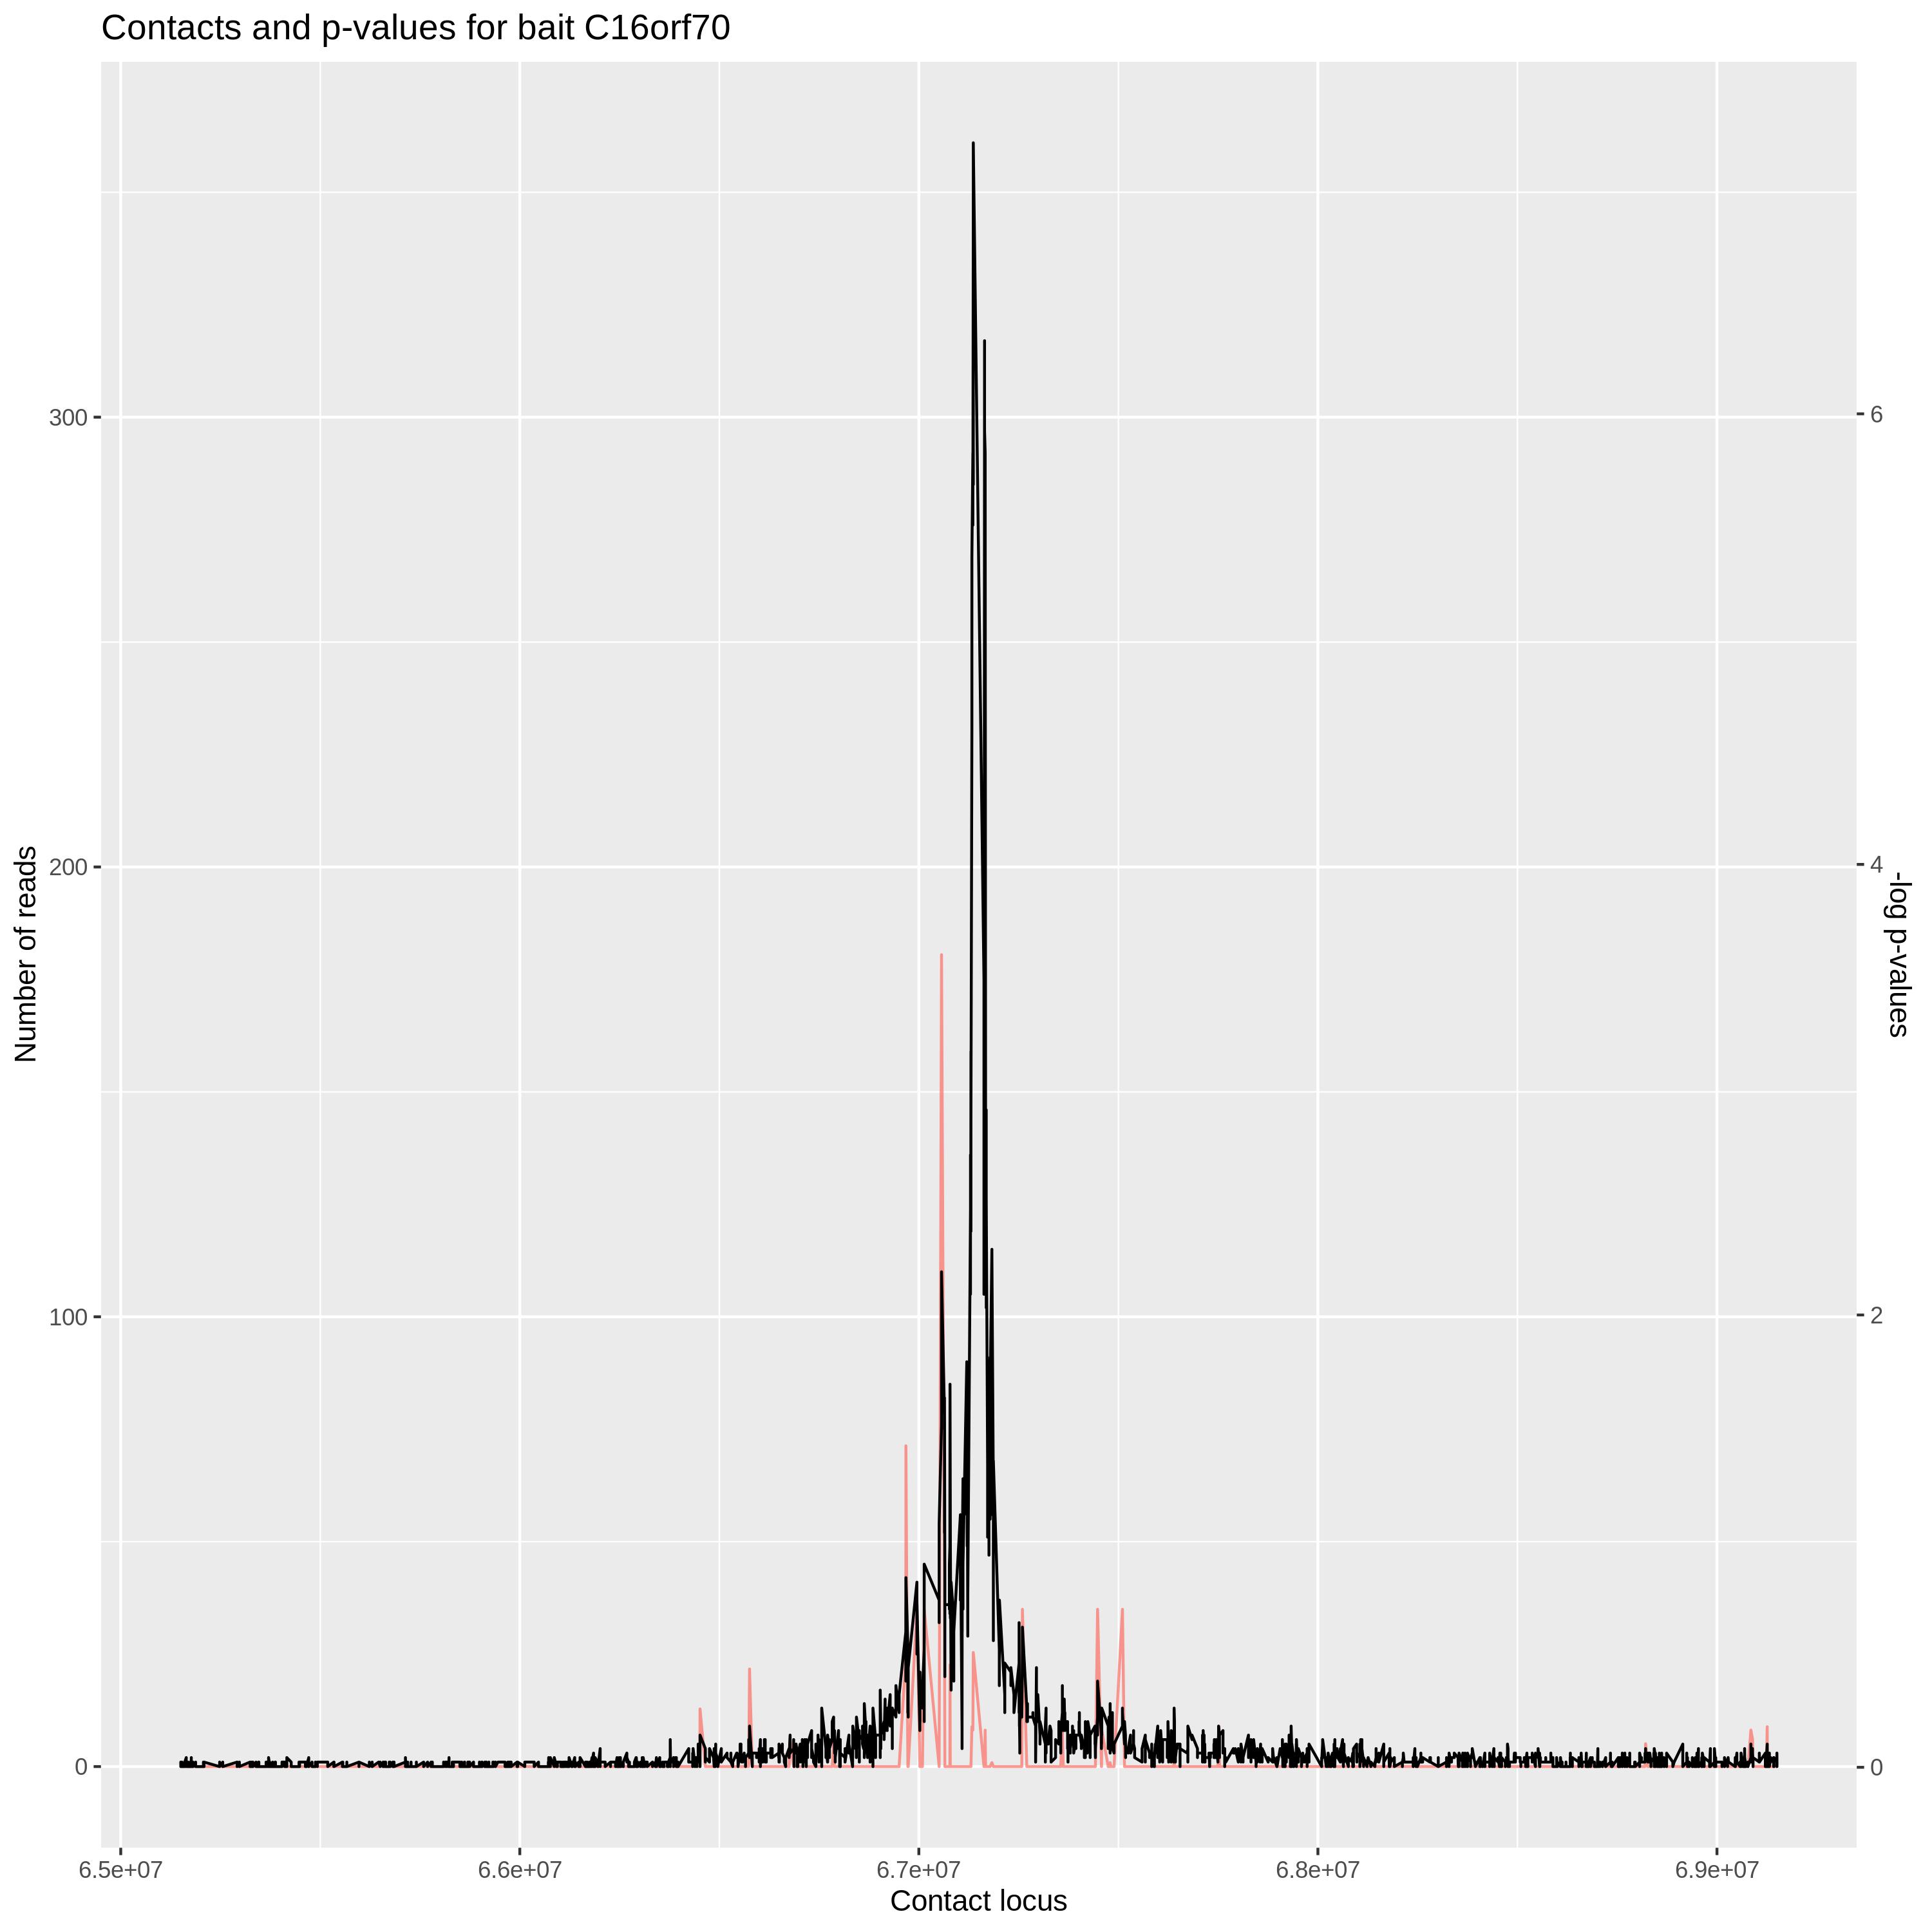 Contacts and p-values for bait C16orf70
Number of reads
300
200
100
0
6
4
2
0
-log p-values
6.5e+07
6.6e+07
6.7e+07
6.8e+07
6.9e+07
Contact locus